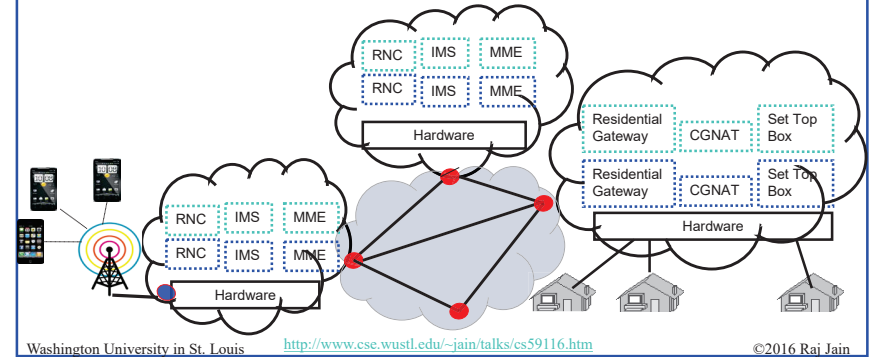 RNC IMS MME
RNC IMS MME
Hardware
Residential Gateway CGNAT Set Top Box
Residential Gateway CGNAT Set Top Box
Hardware
RNC IMS MME
RNC IMS MME
Hardware
Washington University in St. Louis http://www.cse.wustl.edu/~jain/talks/cs59116.htm ©2016 Raj Jain